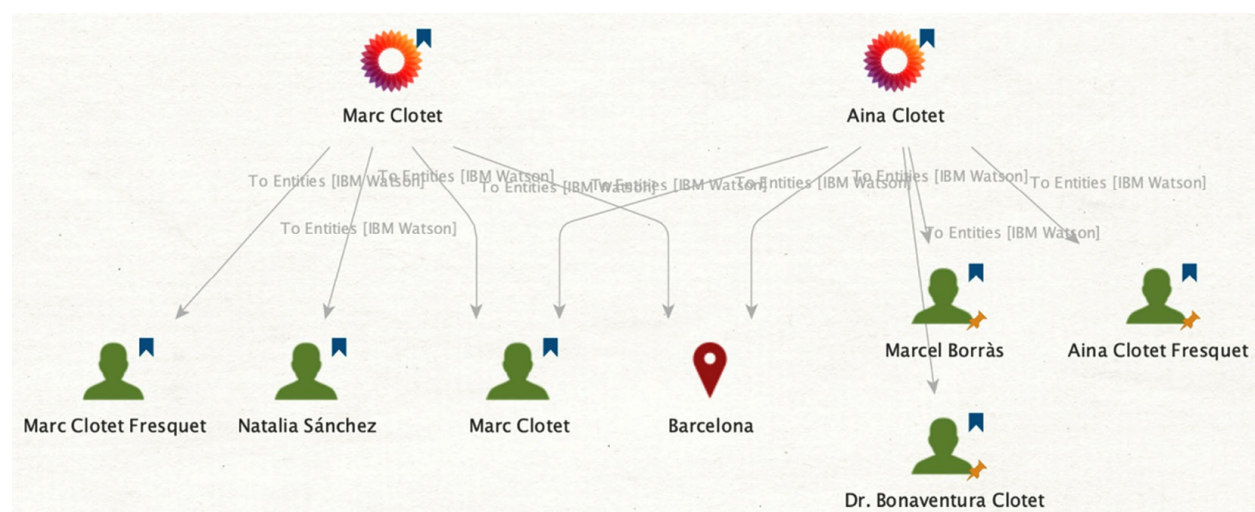 Marc Clotet
Aina Clotet
To Entities [IBM Watson]
To Entities [IBM Watson]
To Entities [IBM Watson]
To Entities [IBM Watson]
To Entities [IBM Watson]
To Entities [IBM Watson]
To Entities [IBM Watson]
To Entities [IBM Watson]
To Entities [IBM Watson]
Marcel Borràs
Aina Clotet Fresquet
Marc Clotet Fresquet
Natalia Sánchez
Marc Clotet
Barcelona
Dr. Bonaventura Clotet